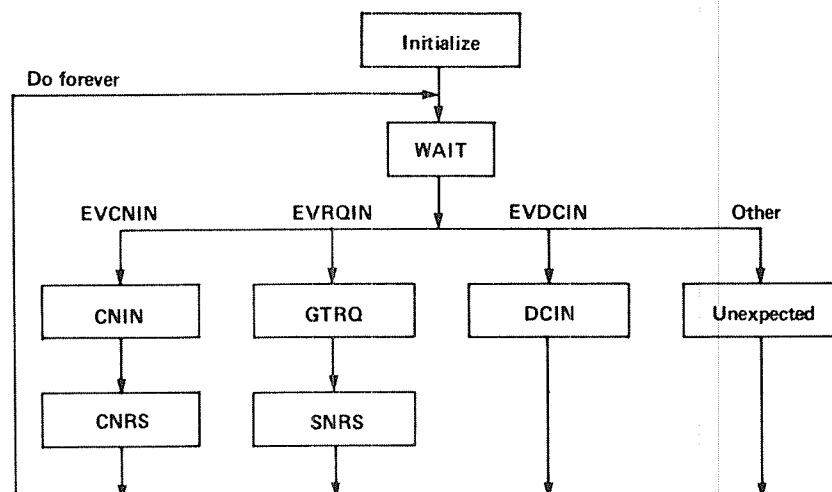 Initialize
Do forever
WAIT
EVCNIN EVRQIN EVDCIN Other
CNIN GTRQ DCIN Unexpected
CNRS SNRS